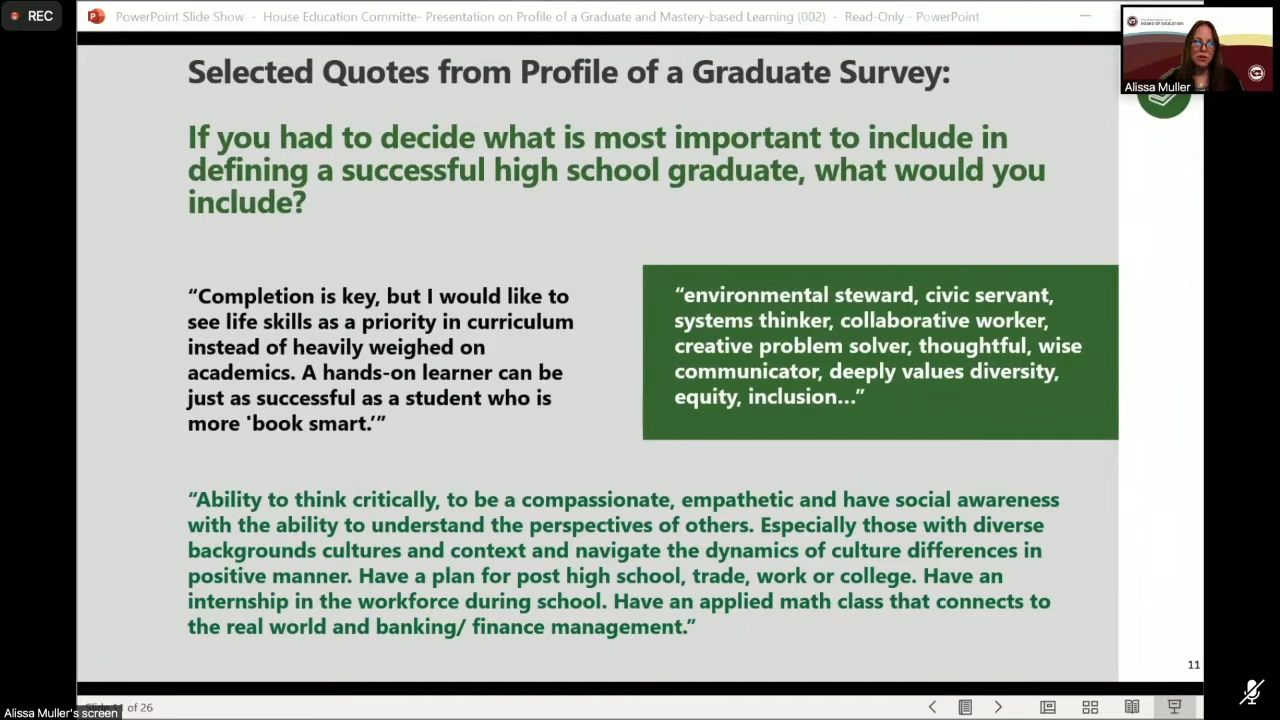 REC
PowerPoint Slide Show - House Education Committe- Presentation on Profile of a Graduate and Mastery-based Learning (002) - Read-Only - PowerPoint
BOARD OF EDUCATION
Alissa Muller
Selected Quotes from Profile of a Graduate Survey:
If you had to decide what is most important to include in
defining a successful high school graduate, what would you
include?
“Completion is key, but I would like to
see life skills as a priority in curriculum
instead of heavily weighed on
academics. A hands-on learner can be
just as successful as a student who is
more 'book smart.’”
“environmental steward, civic servant,
systems thinker, collaborative worker,
creative problem solver, thoughtful, wise
communicator, deeply values diversity,
equity, inclusion...”
“Ability to think critically, to be a compassionate, empathetic and have social awareness
with the ability to understand the perspectives of others. Especially those with diverse
backgrounds cultures and context and navigate the dynamics of culture differences in
positive manner. Have a plan for post high school, trade, work or college. Have an
internship in the workforce during school. Have an applied math class that connects to
the real world and banking/ finance management.”
11
of 26
Alissa Muller's screen